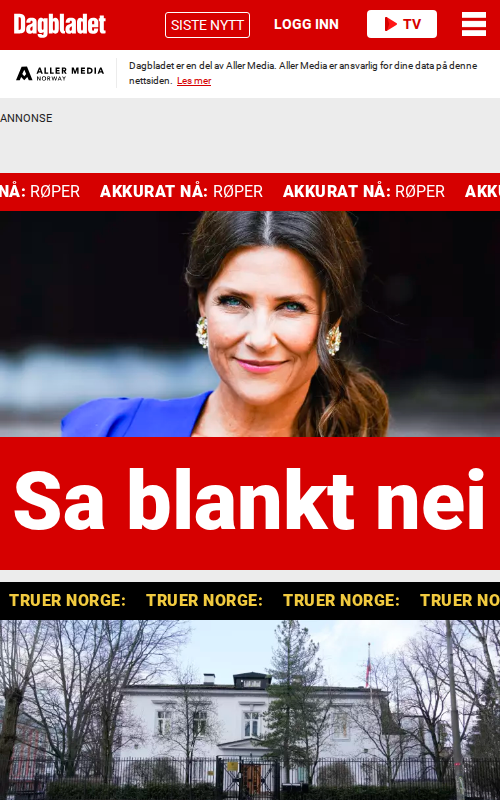 Dagbladet
SISTE NYTT
LOGG INN
TV
ALLER MEDIA
NORWAY
Dagbladet er en del av Aller Media. Aller Media er ansvarlig for dine data på denne
nettsiden. Les mer
ANNONSE
NÅ: RØPER AKKURAT NÅ: RØPER AKKURAT NÅ: RØPER AKK
Sa blankt nei
TRUER NORGE: TRUER NORGE: TRUER NORGE: TRUER NO